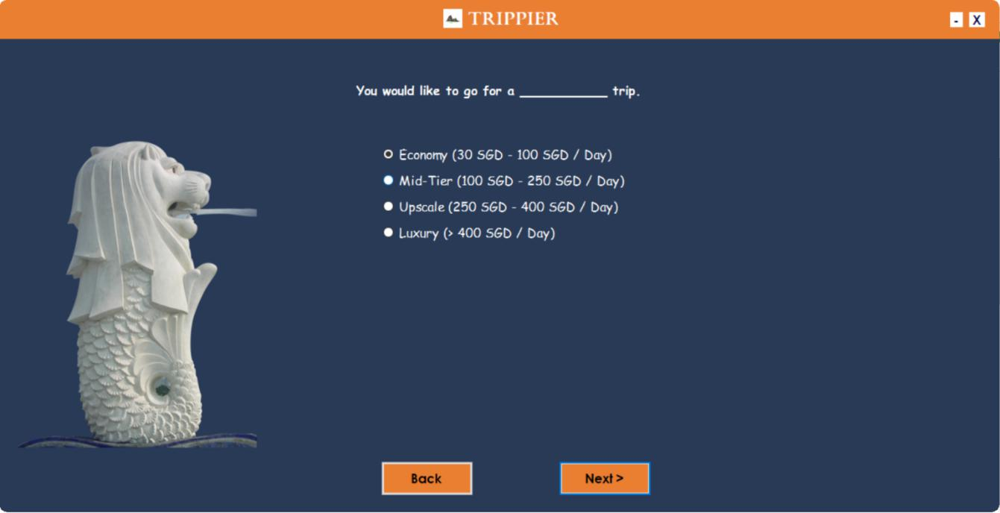 TRIPPIER
- X
You would like to go for a ____________ trip.
Economy (30 SGD - 100 SGD / Day)
Mid-Tier (100 SGD - 250 SGD / Day)
Upscale (250 SGD - 400 SGD / Day)
Luxury (> 400 SGD / Day)
Back
Next >